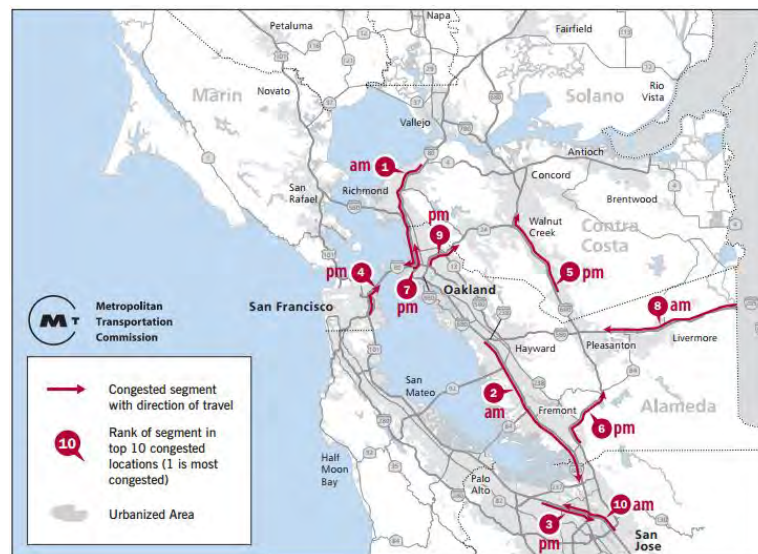 Napa
Petaluma
Fairfield
Marin
Novato
Solano
Rio
Vista
Vallejo
am 1
Antioch
Richmond
Concord
San
Rafael
pm
Brentwood
9
Walnut
Creek
Contra
Costa
pm 4
5 pm
7
Oakland
pm
San Francisco
8 am
M T
Metropolitan
Transportation
Commission
Hayward
Pleasanton
Livermore
San
Mateo
2
am
Fremont
Alameda
6 pm
Congested segment
with direction of travel
10
Rank of segment in
top 10 congested
locations (1 is most
congested)
Urbanized Area
Half
Moon
Bay
Palo
Alto
10 am
3
pm
San
Jose